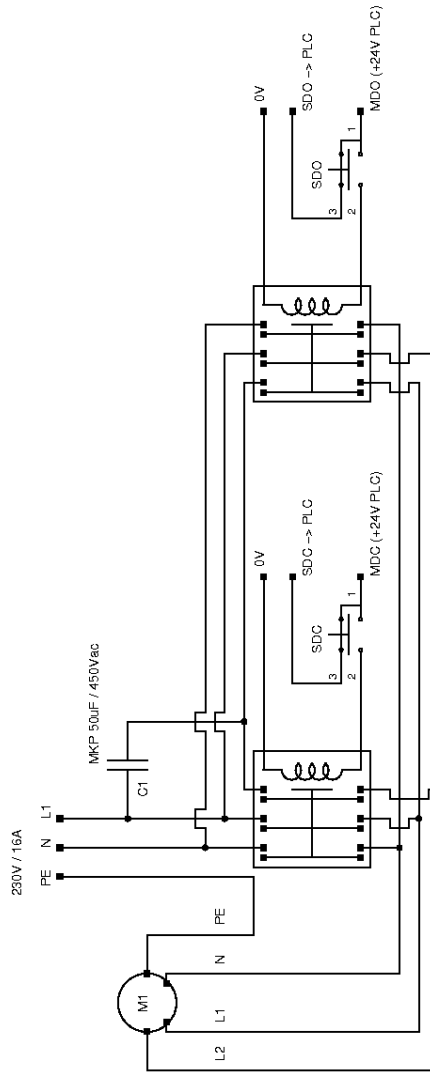 230V / 16A
PE
N
L1
MKP 50uF / 450Vac
C1
M1
L2
L1
N
PE
0V
SDC -> PLC
SDC
3
2
1
MDC (+24V PLC)
0V
SDO -> PLC
SDO
3
2
1
MDO (+24V PLC)